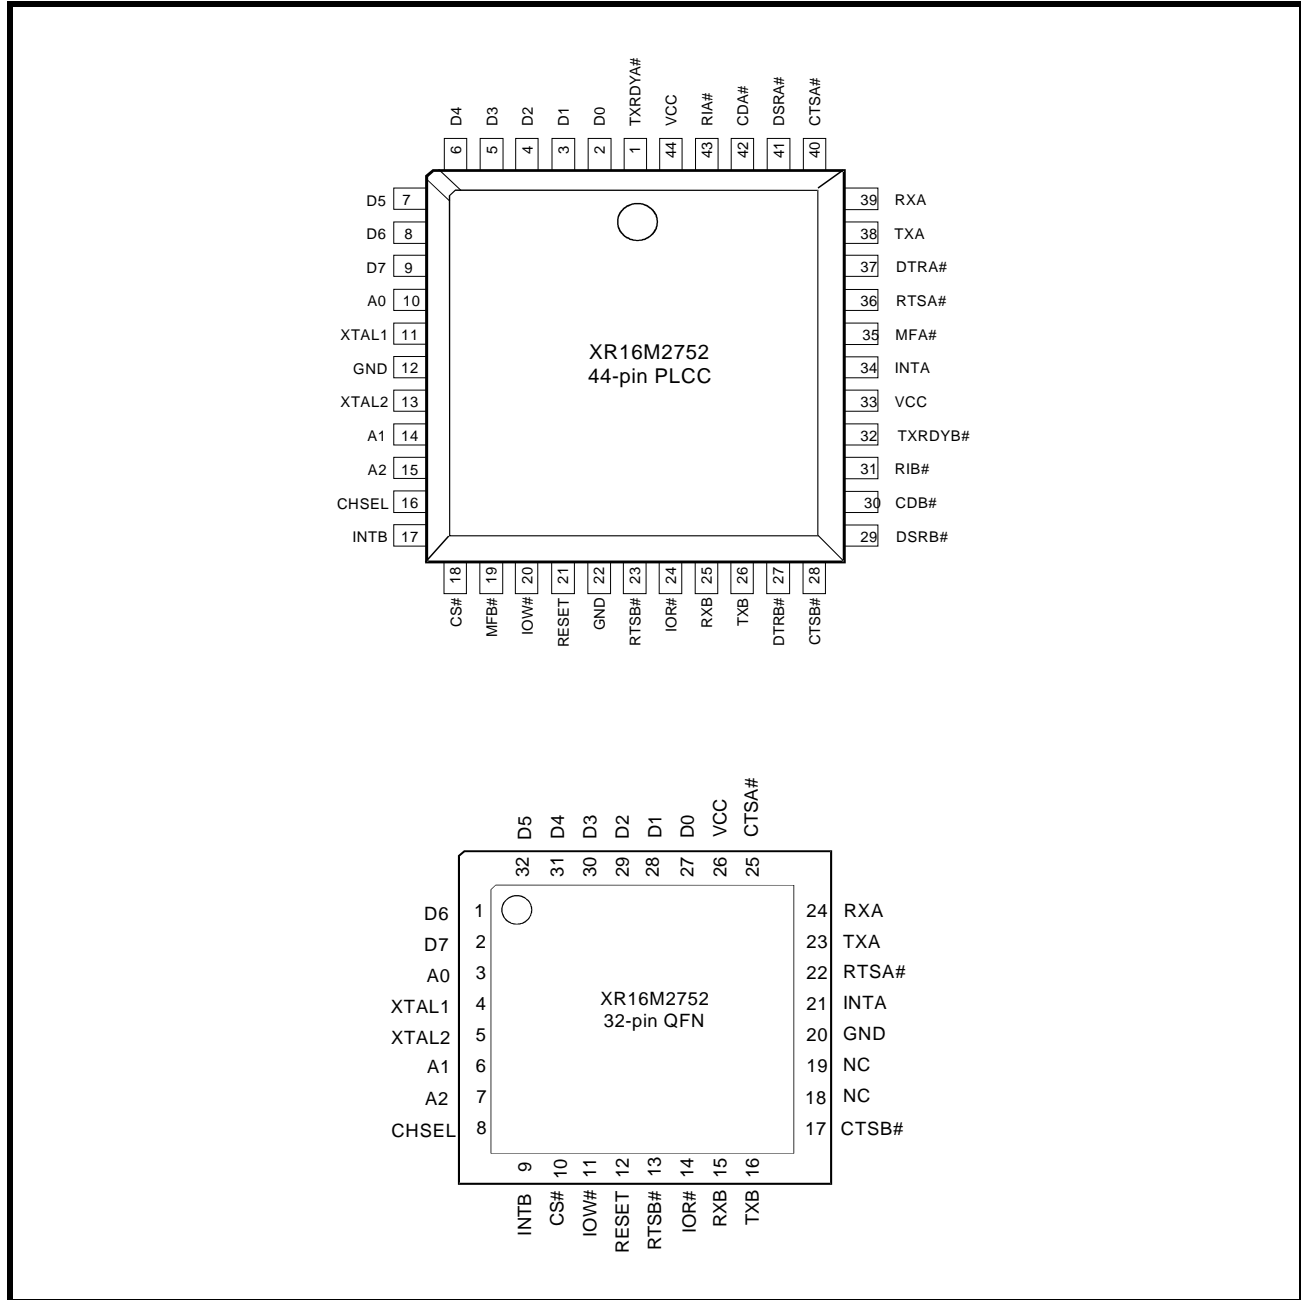 D4 D3 D2 D1 D0 TXRDYA# VCC RIA# CDA# DSRA# CTSA#
6 5 4 3 2 1 44 43 42 41 40
D5 7 39 RXA
D6 8 38 TXA
D7 9 37 DTRA#
A0 10 36 RTSA#
XTAL1 11 35 MFA#
XR16M2752
44-pin PLCC
GND 12 34 INTA
XTAL2 13 33 VCC
A1 14 32 TXRDYB#
A2 15 31 RIB#
CHSEL 16 30 CDB#
INTB 17 29 DSRB#
18 19 20 21 22 23 24 25 26 27 28
CS# MFB# IOW# RESET GND RTSB# IOR# RXB TXB DTRB# CTSB#
D5 D4 D3 D2 D1 D0 VCC CTSA#
32 31 30 29 28 27 26 25
D6 1 24 RXA
D7 2 23 TXA
A0 3 22 RTSA#
XTAL1 4 21 INTA
XR16M2752
32-pin QFN
XTAL2 5 20 GND
A1 6 19 NC
A2 7 18 NC
CHSEL 8 17 CTSB#
9 10 11 12 13 14 15 16
INTB CS# IOW# RESET RTSB# IOR# RXB TXB